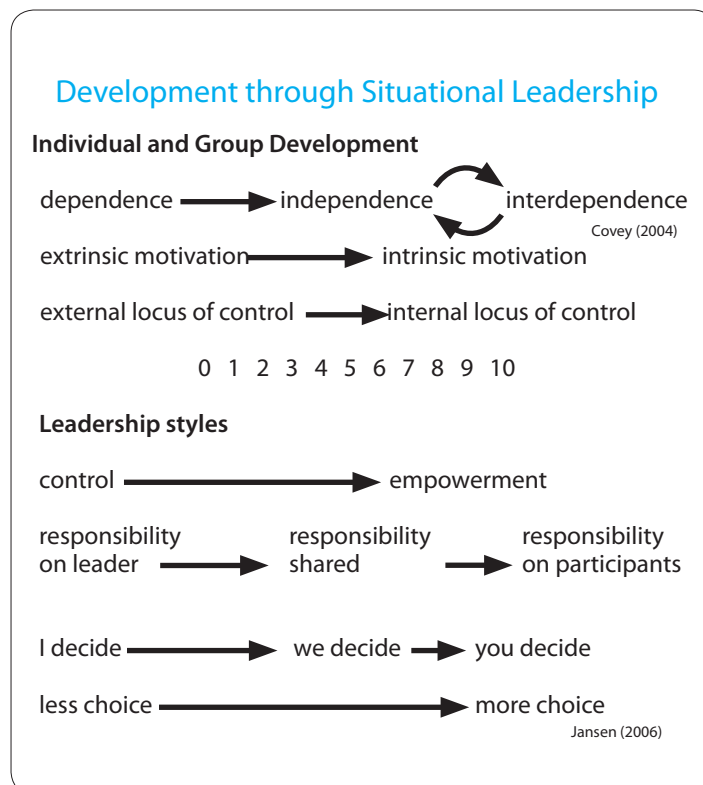 Development through Situational Leadership
Individual and Group Development
dependence independence interdependence
Covey (2004)
extrinsic motivation intrinsic motivation
external locus of control internal locus of control
0 1 2 3 4 5 6 7 8 9 10
Leadership styles
control empowerment
responsibility responsibility responsibility
on leader shared on participants
I decide we decide you decide
less choice more choice
Jansen (2006)